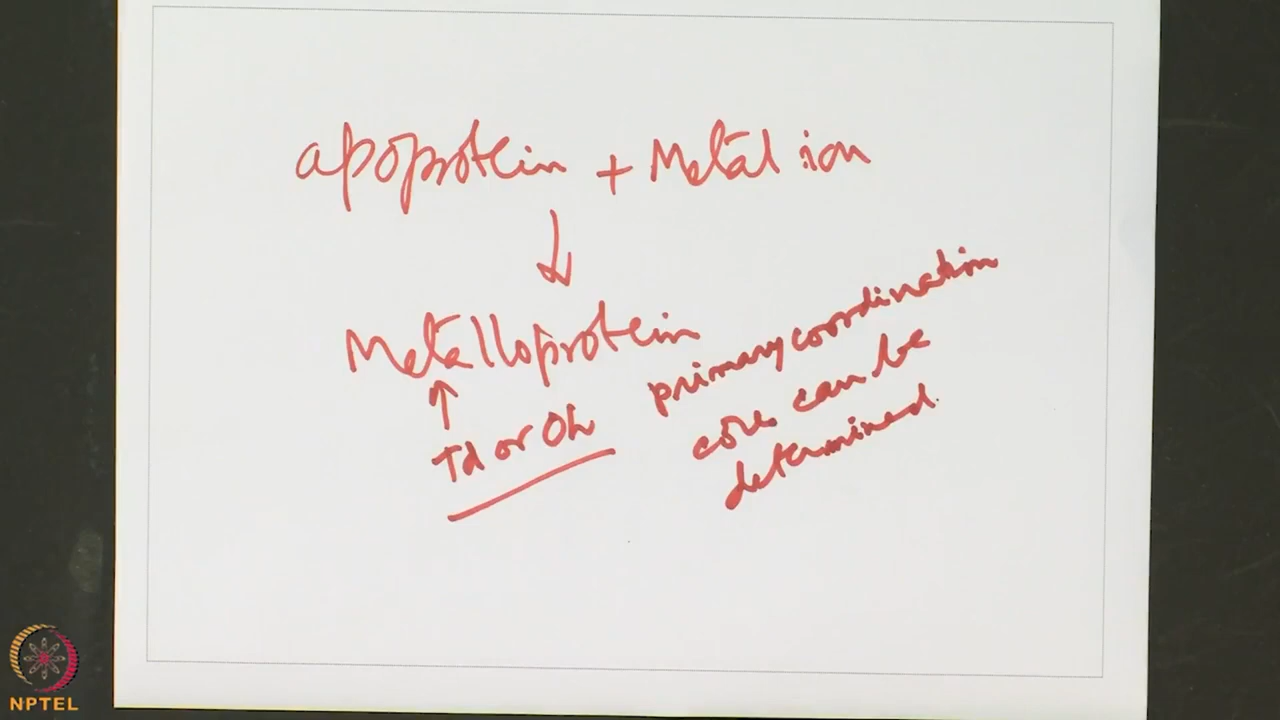 apoprotein + Metal ion
Metalloprotein
Td or Oh
primary coordination
core can be
determined.
NPTEL